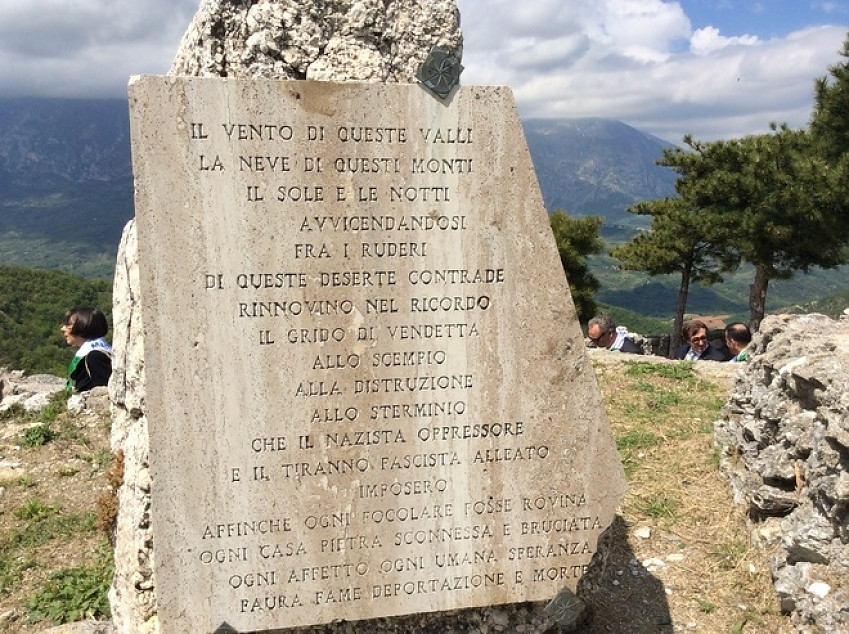 IL VENTO DI QUESTE VALLI
LA NEVE DI QUESTI MONTI
IL SOLE E LE NOTTI
AVVICENDANDOSI
FRA I RUDERI
DI QUESTE DESERTE CONTRADE
RINNOVINO NEL RICORDO
IL GRIDO DI VENDETTA
ALLO SCEMPIO
ALLA DISTRUZIONE
ALLO STERMINIO
CHE IL NAZISTA OPPRESSORE
E IL TIRANNO FASCISTA ALLEATO
IMPOSERO
AFFINCHE OGNI FOCOLARE FOSSE ROVINA
OGNI CASA PIETRA SCONNESSA E BRUCIATA
OGNI AFFETTO OGNI UMANA SPERANZA
PAURA FAME DEPORTAZIONE E MORTE